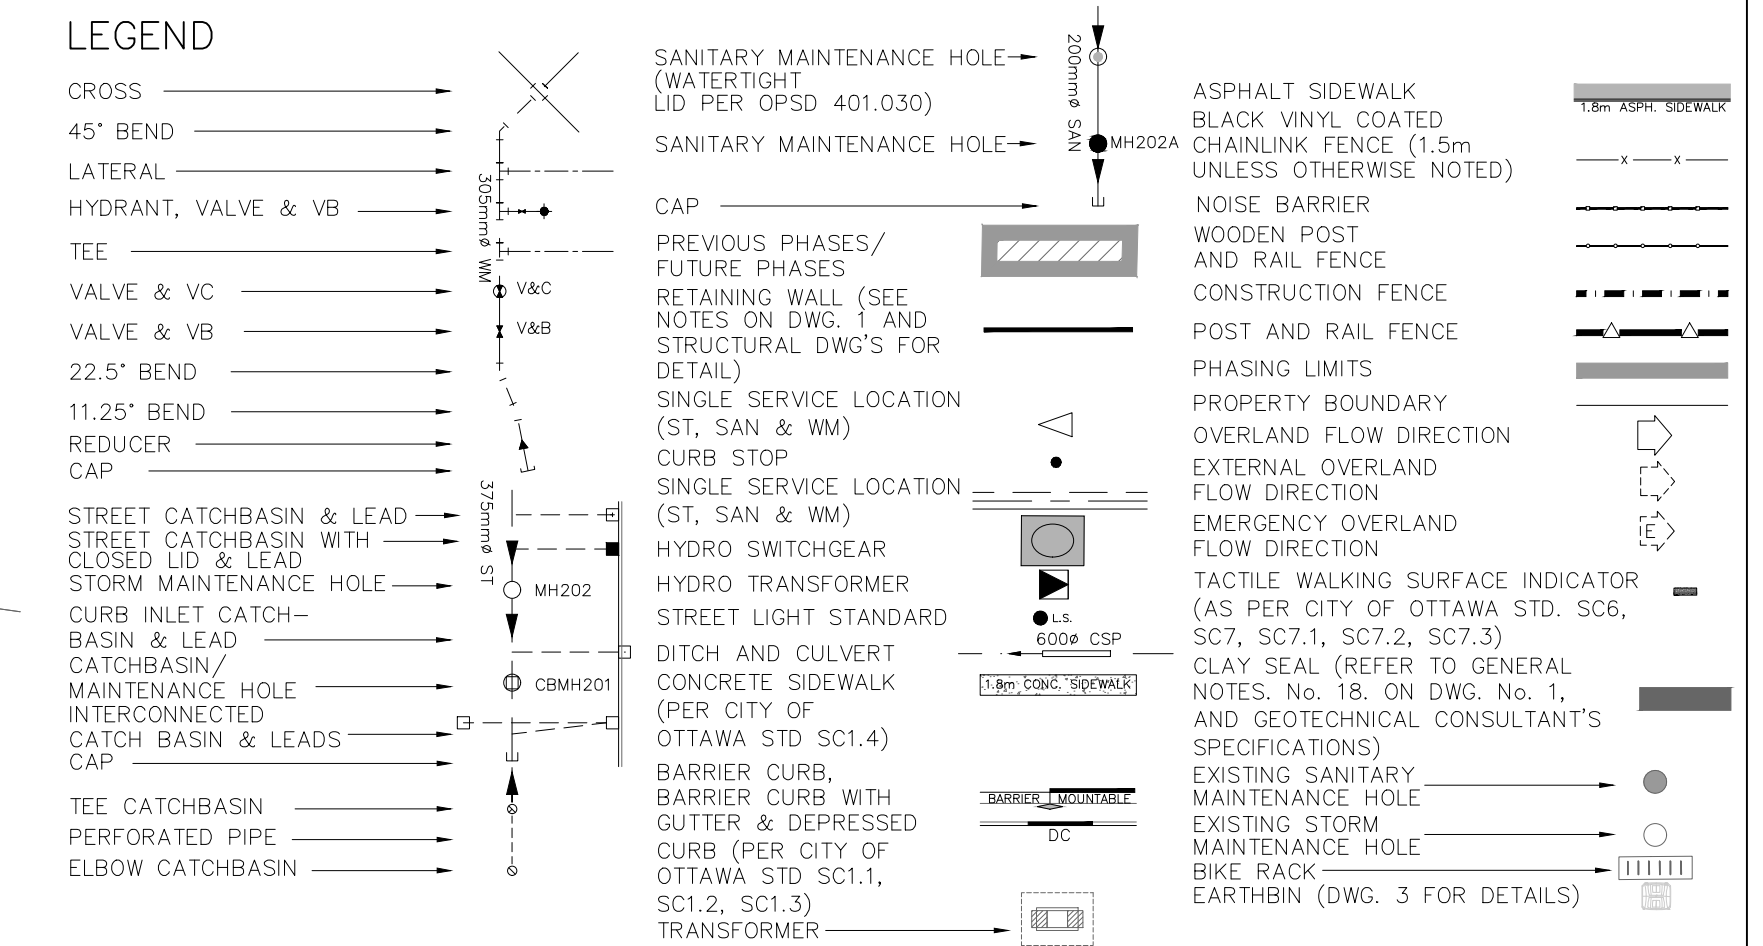 LEGEND
CROSS
45° BEND
LATERAL
HYDRANT, VALVE & VB
TEE
VALVE & VC
VALVE & VB
22.5° BEND
11.25° BEND
REDUCER
CAP
STREET CATCHBASIN & LEAD
STREET CATCHBASIN WITH
CLOSED LID & LEAD
STORM MAINTENANCE HOLE
CURB INLET CATCH-
BASIN & LEAD
CATCHBASIN/
MAINTENANCE HOLE
INTERCONNECTED
CATCH BASIN & LEADS
CAP
TEE CATCHBASIN
PERFORATED PIPE
ELBOW CATCHBASIN
305mmø WM
V&C
V&B
375mmø ST
MH202
CBMH201
SANITARY MAINTENANCE HOLE
(WATERTIGHT
LID PER OPSD 401.030)
SANITARY MAINTENANCE HOLE
CAP
200mmø SAN
MH202A
PREVIOUS PHASES/
FUTURE PHASES
RETAINING WALL (SEE
NOTES ON DWG. 1 AND
STRUCTURAL DWG'S FOR
DETAIL)
SINGLE SERVICE LOCATION
(ST, SAN & WM)
CURB STOP
SINGLE SERVICE LOCATION
(ST, SAN & WM)
HYDRO SWITCHGEAR
HYDRO TRANSFORMER
STREET LIGHT STANDARD
L.S.
600ø CSP
DITCH AND CULVERT
CONCRETE SIDEWALK
(PER CITY OF
OTTAWA STD SC1.4)
1.8m CONC. SIDEWALK
BARRIER CURB,
BARRIER CURB WITH
GUTTER & DEPRESSED
CURB (PER CITY OF
OTTAWA STD SC1.1,
SC1.2, SC1.3)
BARRIER MOUNTABLE
DC
TRANSFORMER
ASPHALT SIDEWALK
1.8m ASPH. SIDEWALK
BLACK VINYL COATED
CHAINLINK FENCE (1.5m
UNLESS OTHERWISE NOTED)
x x
NOISE BARRIER
WOODEN POST
AND RAIL FENCE
CONSTRUCTION FENCE
POST AND RAIL FENCE
PHASING LIMITS
PROPERTY BOUNDARY
OVERLAND FLOW DIRECTION
EXTERNAL OVERLAND
FLOW DIRECTION
EMERGENCY OVERLAND
FLOW DIRECTION
E
TACTILE WALKING SURFACE INDICATOR
(AS PER CITY OF OTTAWA STD. SC6,
SC7, SC7.1, SC7.2, SC7.3)
CLAY SEAL (REFER TO GENERAL
NOTES. No. 18. ON DWG. No. 1,
AND GEOTECHNICAL CONSULTANT'S
SPECIFICATIONS)
EXISTING SANITARY
MAINTENANCE HOLE
EXISTING STORM
MAINTENANCE HOLE
BIKE RACK
EARTHBIN (DWG. 3 FOR DETAILS)